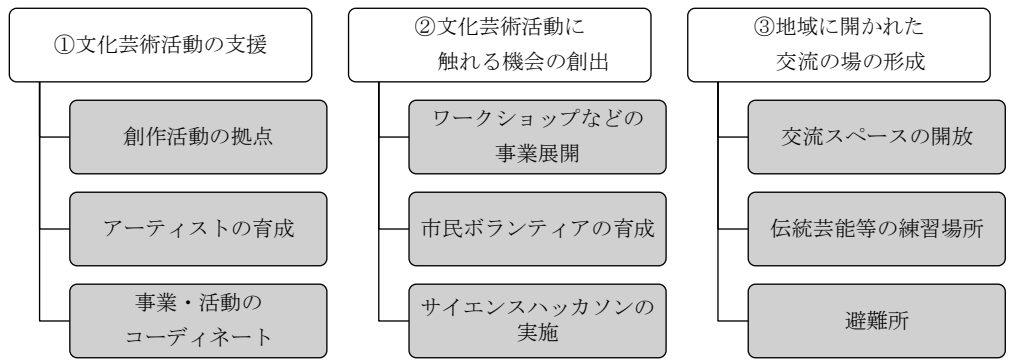 ①文化芸術活動の支援
創作活動の拠点
アーティストの育成
事業・活動の
コーディネート
②文化芸術活動に
触れる機会の創出
ワークショップなどの
事業展開
市民ボランティアの育成
サイエンスハッカソンの
実施
③地域に開かれた
交流の場の形成
交流スペースの開放
伝統芸能等の練習場所
避難所